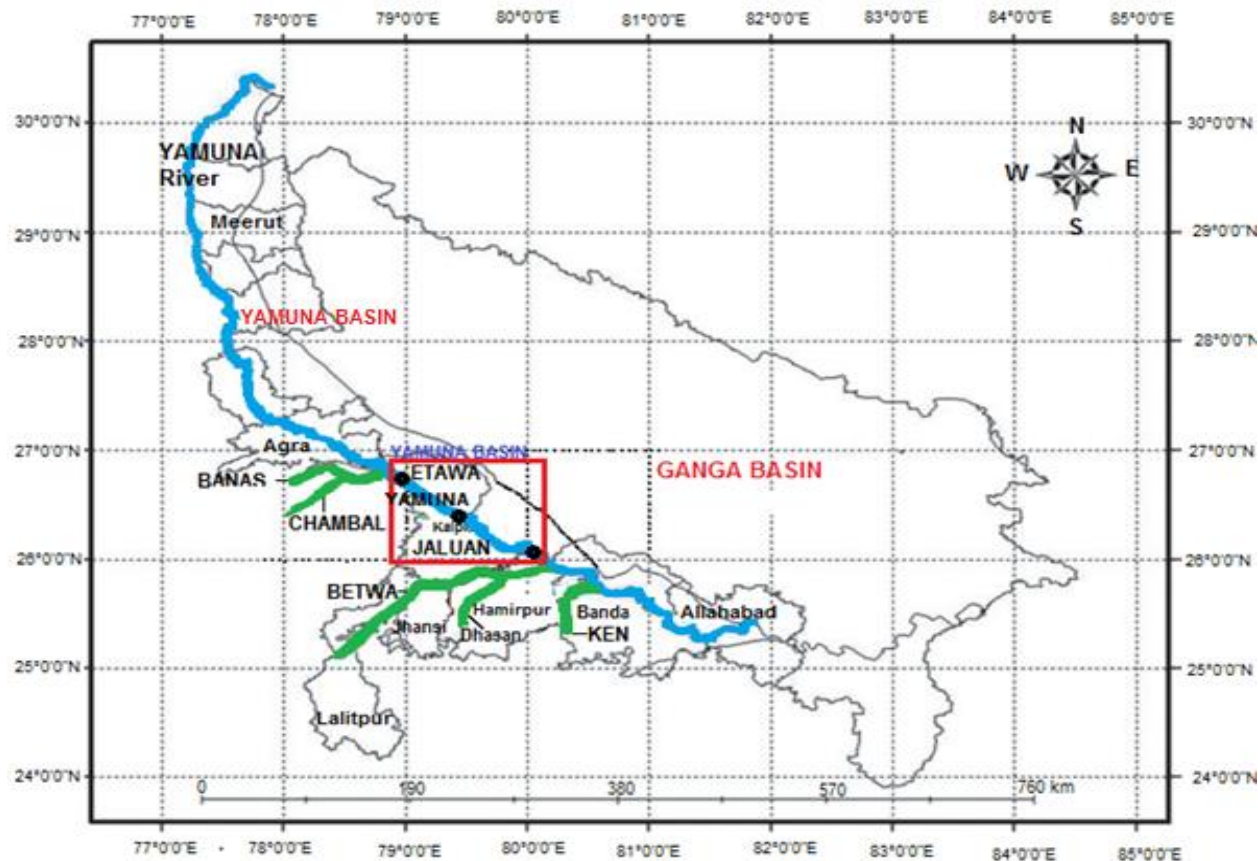 77°0'0"E 78°0'0"E 79°0'0"E 80°0'0"E 81°0'0"E 82°0'0"E 83°0'0"E 84°0'0"E 85°0'0"E
30°0'0"N 30°0'0"N
N
W E
S
YAMUNA
River
Meerut
29°0'0"N 29°0'0"N
YAMUNA BASIN
28°0'0"N 28°0'0"N
Agra
27°0'0"N 27°0'0"N
YAMUNA BASIN
GANGA BASIN
ETAWA
BANAS
YAMUNA
CHAMBAL
JALUAN
26°0'0"N 26°0'0"N
BETWA
Hamirpur
Banda
Allahabad
Jhansi
Dhasan
KEN
25°0'0"N 25°0'0"N
Lalitpur
24°0'0"N 24°0'0"N
0 190 380 570 760 km
77°0'0"E 78°0'0"E 79°0'0"E 80°0'0"E 81°0'0"E 82°0'0"E 83°0'0"E 84°0'0"E 85°0'0"E